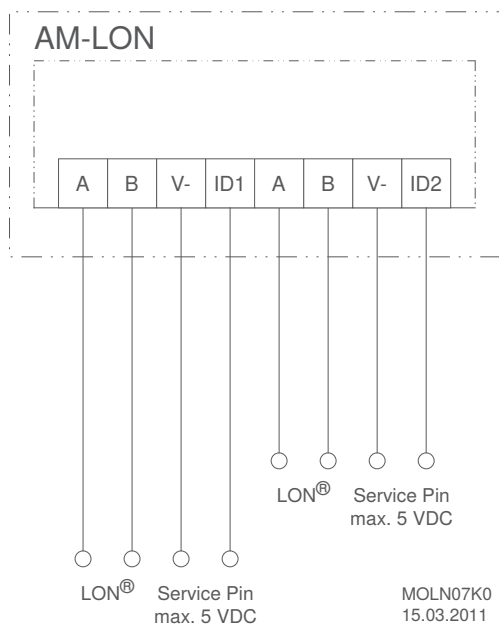 AM-LON
A B V- ID1 A B V- ID2
LON® Service Pin
max. 5 VDC
LON® Service Pin
max. 5 VDC
MOLN07K0
15.03.2011